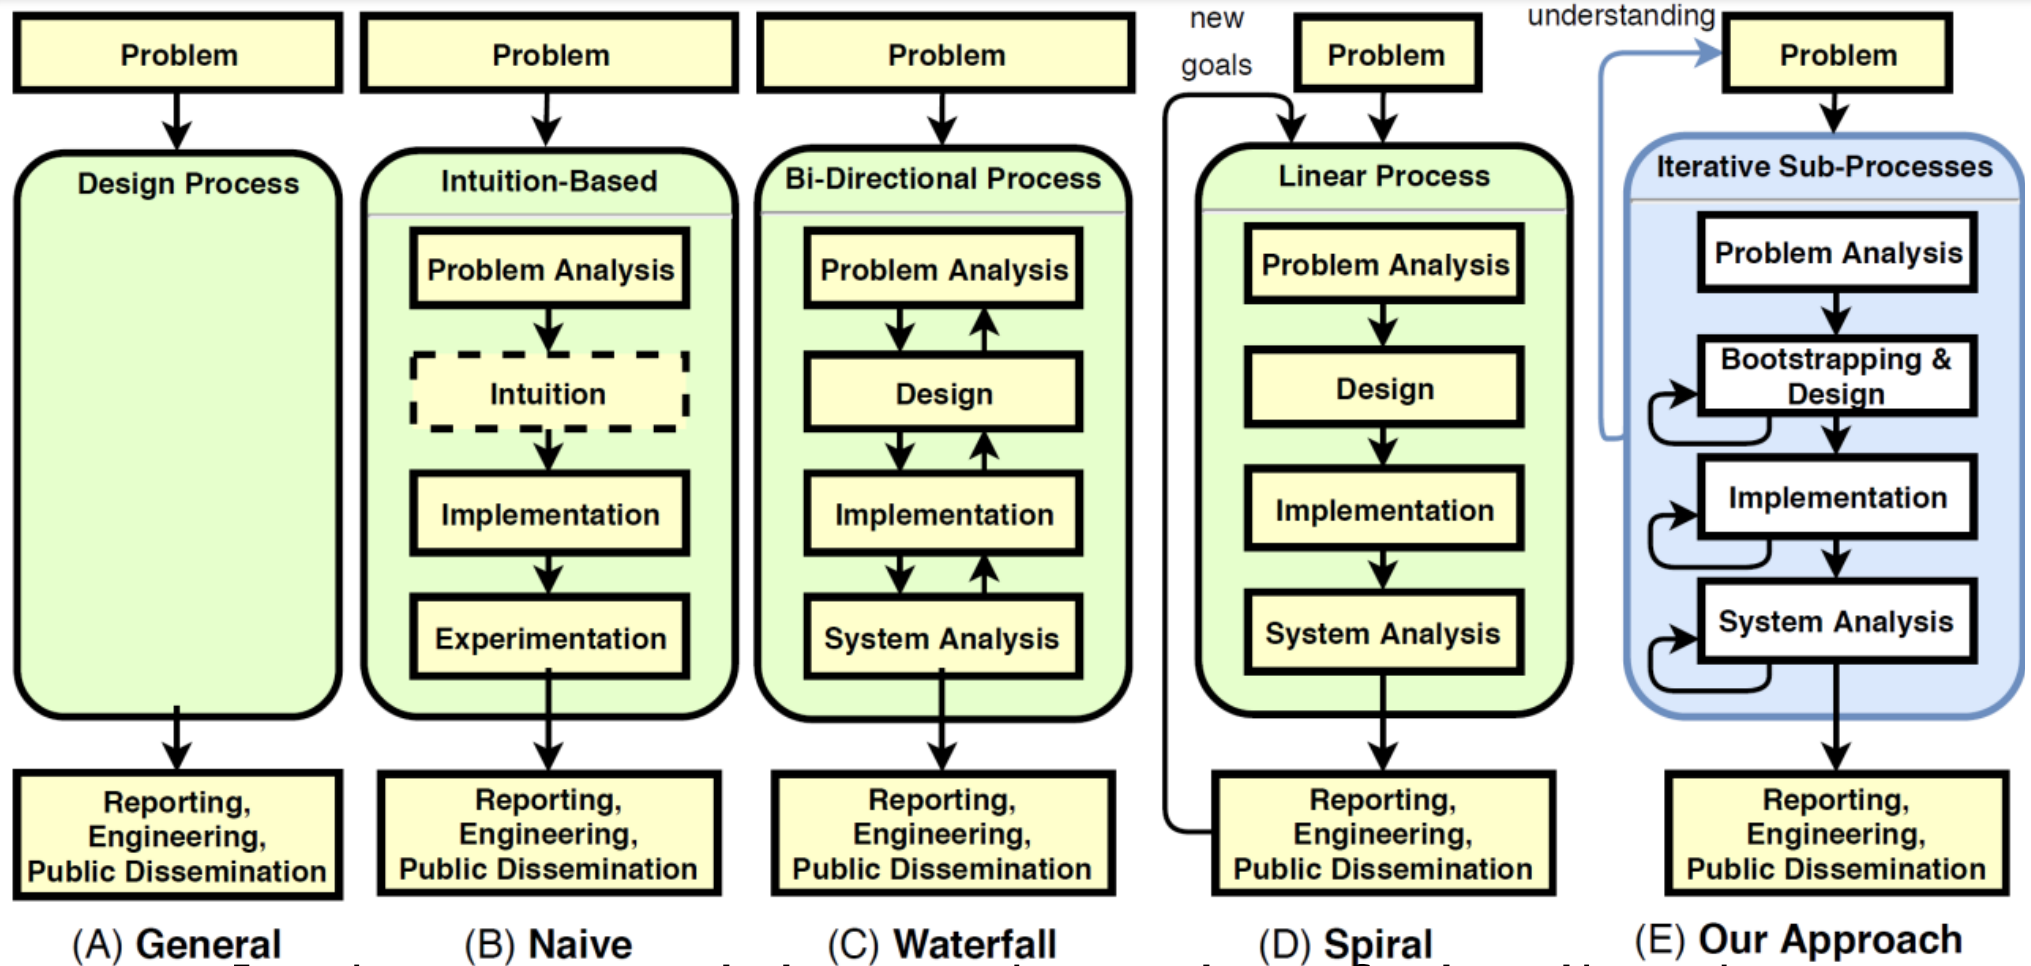 Problem
Design Process
Reporting,
Engineering,
Public Dissemination
(A) General
Problem
Intuition-Based
Problem Analysis
Intuition
Implementation
Experimentation
Reporting,
Engineering,
Public Dissemination
(B) Naive
Problem
Bi-Directional Process
Problem Analysis
Design
Implementation
System Analysis
Reporting,
Engineering,
Public Dissemination
(C) Waterfall
new
goals
Problem
Linear Process
Problem Analysis
Design
Implementation
System Analysis
Reporting,
Engineering,
Public Dissemination
(D) Spiral
understanding
Problem
Iterative Sub-Processes
Problem Analysis
Bootstrapping &
Design
Implementation
System Analysis
Reporting,
Engineering,
Public Dissemination
(E) Our Approach